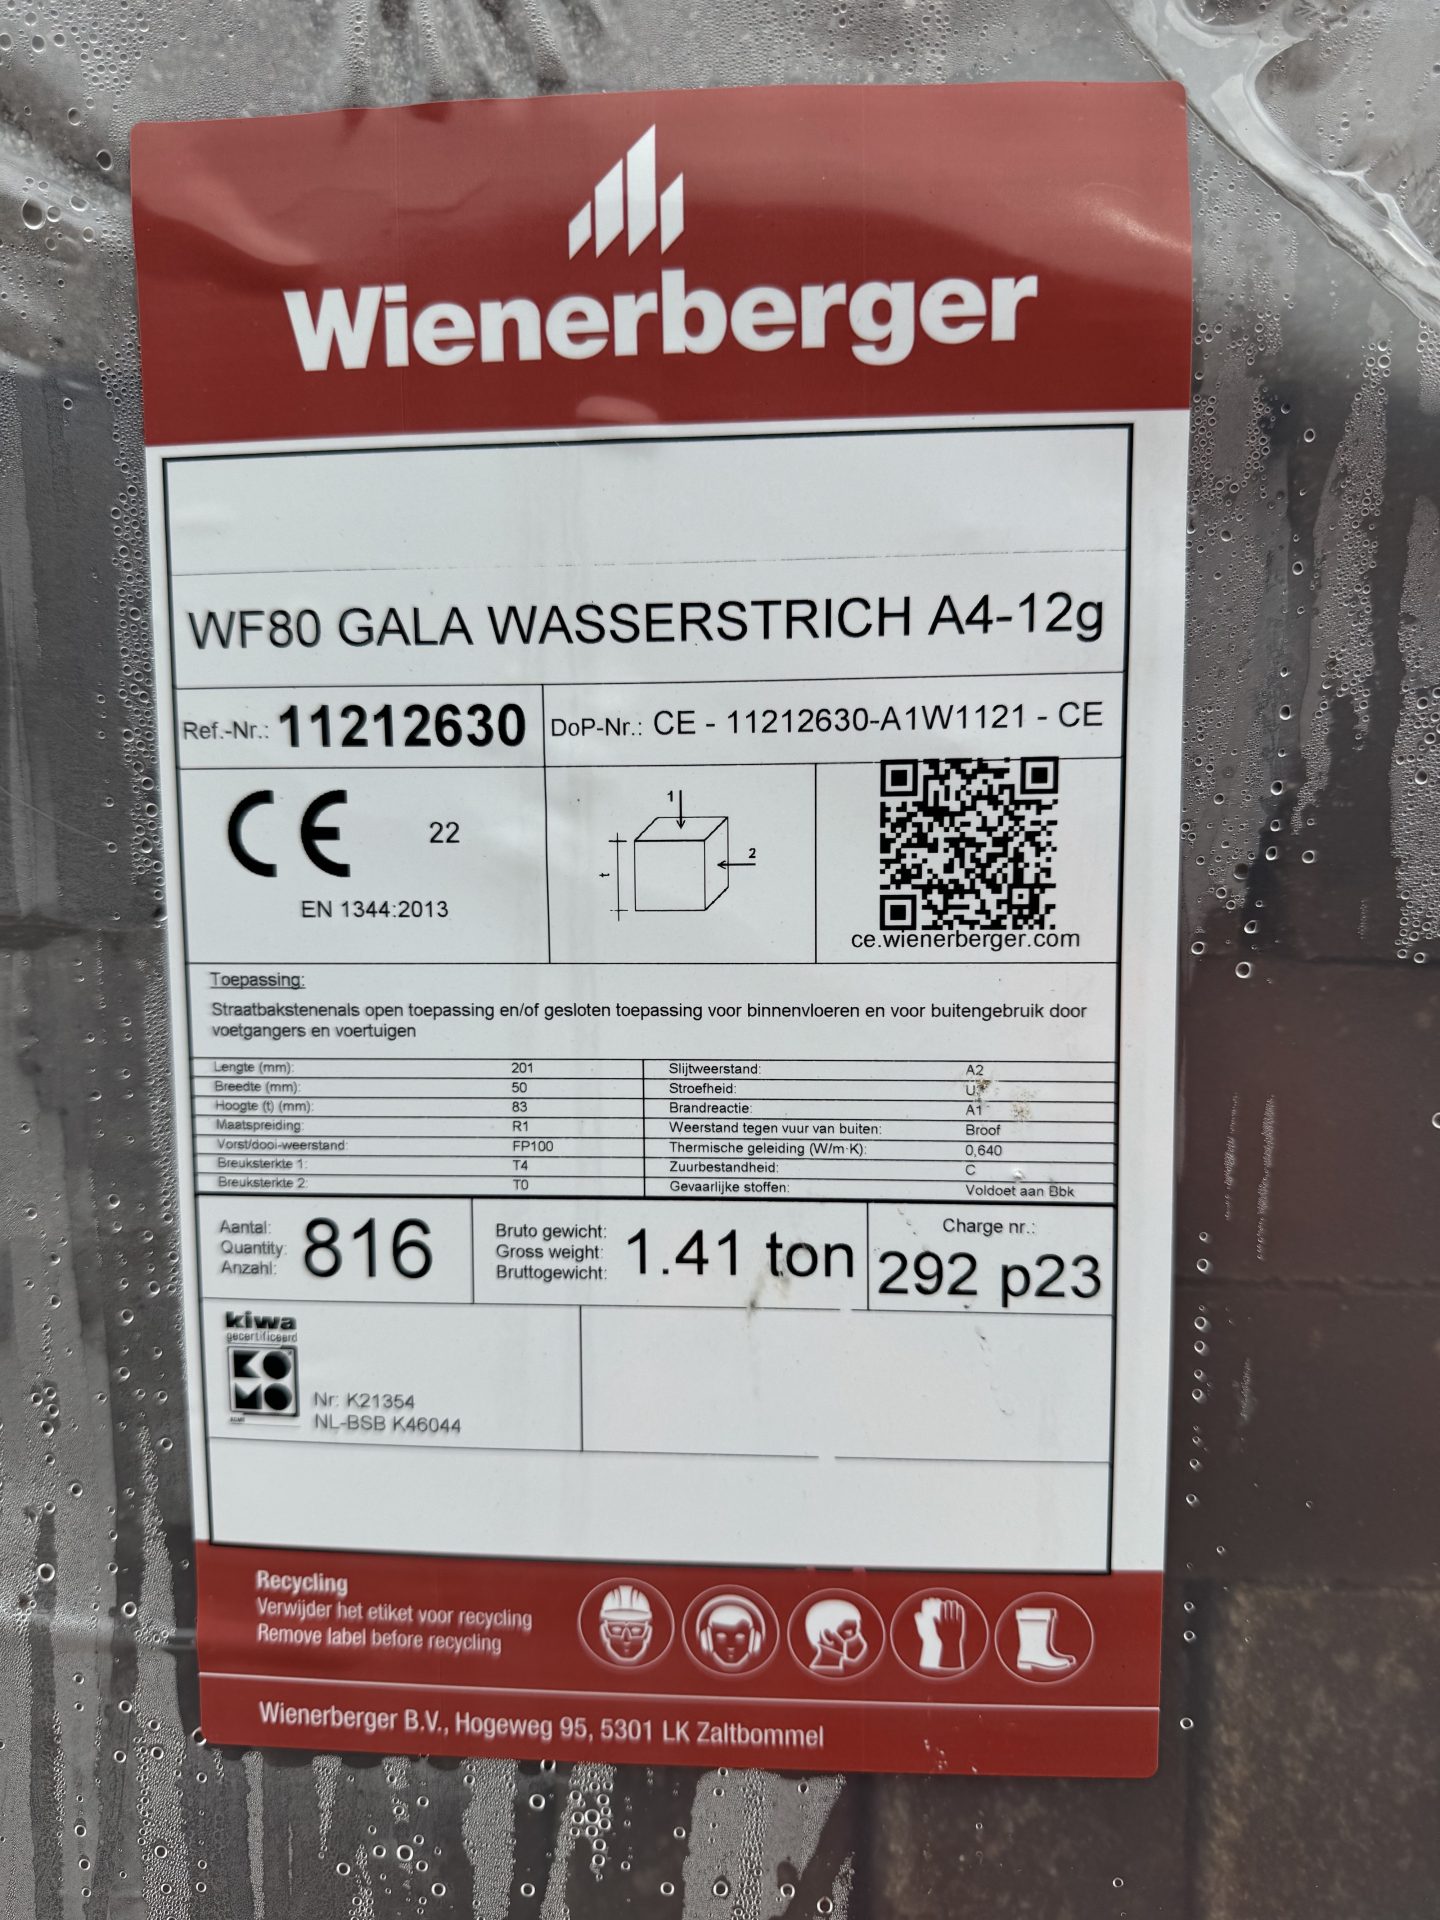 Wienerberger
WF80 GALA WASSERSTRICH A4-12g
Ref.-Nr.: 11212630
DoP-Nr.: CE - 11212630-A1W1121 - CE
CE 22
EN 1344:2013
1
2
t
ce.wienerberger.com
Toepassing:
Straatbakstenenals open toepassing en/of gesloten toepassing voor binnenvloeren en voor buitengebruik door
voetgangers en voertuigen
Lengte (mm): 201
Breedte (mm): 50
Hoogte (t) (mm): 83
Maatspreiding: R1
Vorst/dooi-weerstand: FP100
Breuksterkte 1: T4
Breuksterkte 2: T0
Slijtweerstand: A2
Stroefheid:
Brandreactie: A1
Weerstand tegen vuur van buiten: Broof
Thermische geleiding (W/m·K): 0,640
Zuurbestandheid: C
Gevaarlijke stoffen: Voldoet aan Bbk
Aantal:
Quantity:
Anzahl:
816
Bruto gewicht:
Gross weight:
Bruttogewicht:
1.41 ton
Charge nr.:
292 p23
kiwa
gecertificeerd
KOMO
Nr: K21354
NL-BSB K46044
Recycling
Verwijder het etiket voor recycling
Remove label before recycling
Wienerberger B.V., Hogeweg 95, 5301 LK Zaltbommel